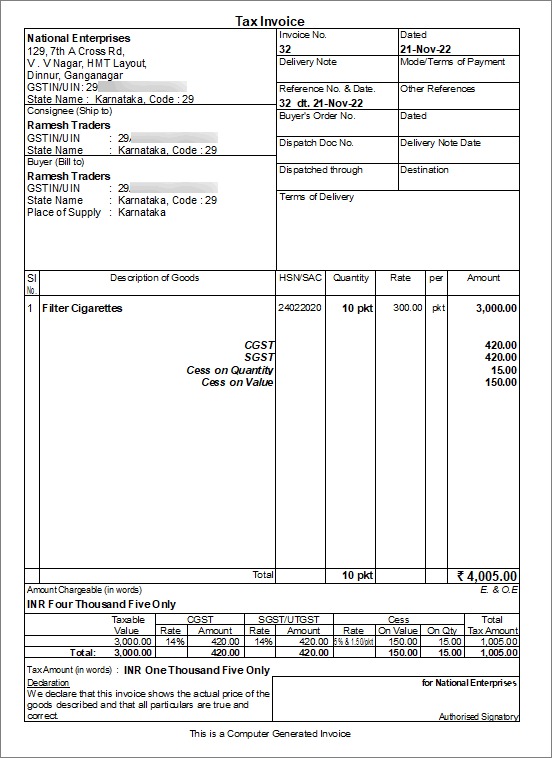 Tax Invoice
National Enterprises
129, 7th A Cross Rd,
V . V Nagar, HMT Layout,
Dinnur, Ganganagar
GSTIN/UIN: 29
State Name : Karnataka, Code : 29
Invoice No.
32
Dated
21-Nov-22
Delivery Note
Mode/Terms of Payment
Reference No. & Date.
32 dt. 21-Nov-22
Other References
Consignee (Ship to)
Ramesh Traders
GSTIN/UIN : 29
State Name : Karnataka, Code : 29
Buyer's Order No.
Dated
Dispatch Doc No.
Delivery Note Date
Buyer (Bill to)
Ramesh Traders
GSTIN/UIN : 29
State Name : Karnataka, Code : 29
Place of Supply : Karnataka
Dispatched through
Destination
Terms of Delivery
Sl No. Description of Goods HSN/SAC Quantity Rate per Amount
1 Filter Cigarettes 24022020 10 pkt 300.00 pkt 3,000.00
CGST 420.00
SGST 420.00
Cess on Quantity 15.00
Cess on Value 150.00
Total 10 pkt ₹ 4,005.00
Amount Chargeable (in words) E. & O.E
INR Four Thousand Five Only
Taxable Value CGST SGST/UTGST Cess Total Tax Amount
Rate Amount Rate Amount Rate On Value On Qty
3,000.00 14% 420.00 14% 420.00 5% & 1.50/pkt 150.00 15.00 1,005.00
Total: 3,000.00 420.00 420.00 150.00 15.00 1,005.00
Tax Amount (in words) : INR One Thousand Five Only
Declaration
We declare that this invoice shows the actual price of the
goods described and that all particulars are true and
correct.
for National Enterprises
Authorised Signatory
This is a Computer Generated Invoice